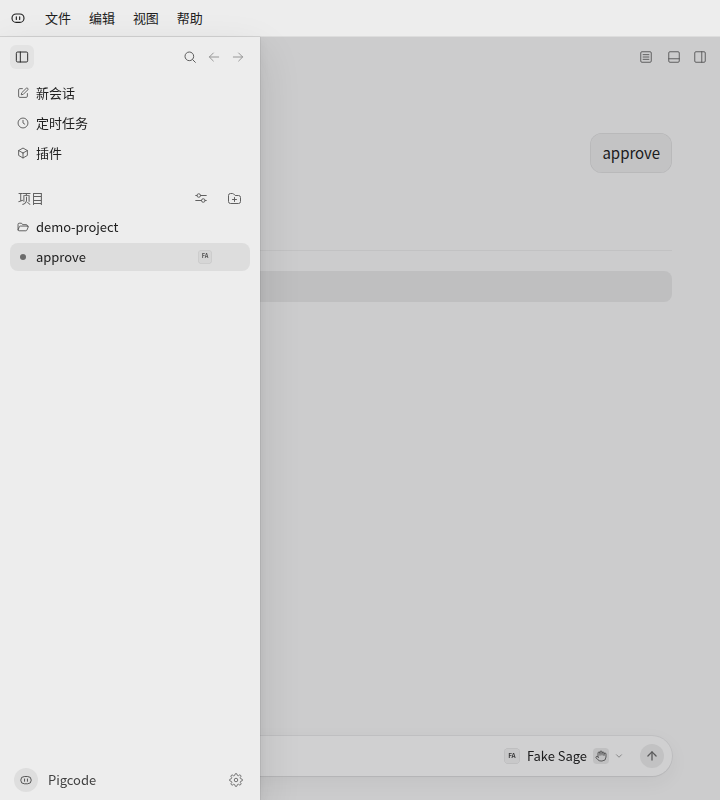 文件 编辑 视图 帮助
新会话
定时任务
插件
项目
demo-project
approve FA
approve
FA Fake Sage
Pigcode